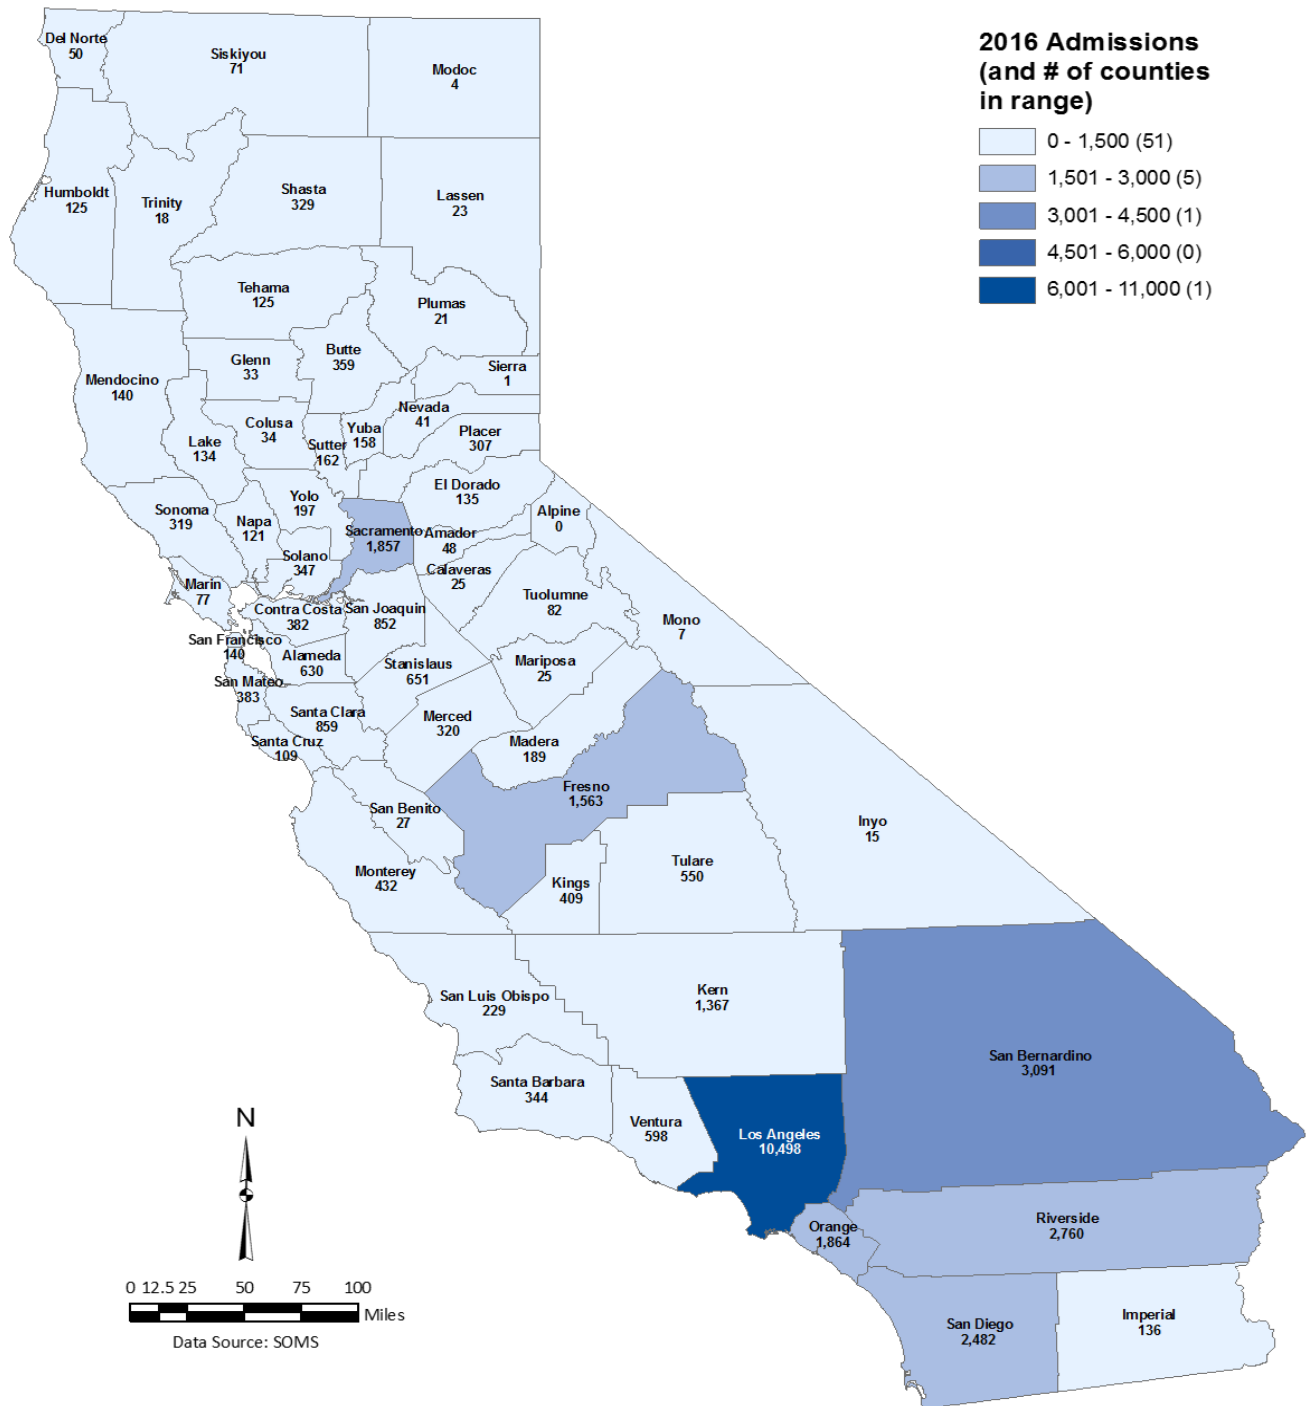 2016 Admissions
(and # of counties
in range)
0 - 1,500 (51)
1,501 - 3,000 (5)
3,001 - 4,500 (1)
4,501 - 6,000 (0)
6,001 - 11,000 (1)
Del Norte
50
Siskiyou
71
Modoc
4
Humboldt
125
Trinity
18
Shasta
329
Lassen
23
Tehama
125
Plumas
21
Mendocino
140
Glenn
33
Butte
359
Sierra
1
Lake
134
Colusa
34
Sutter
162
Yuba
158
Nevada
41
Placer
307
El Dorado
135
Sonoma
319
Napa
121
Yolo
197
Solano
347
Sacramento
1,857
Amador
48
Alpine
0
Calaveras
25
Marin
77
Contra Costa
382
San Joaquin
852
Tuolumne
82
Mono
7
San Francisco
140
Alameda
630
Stanislaus
651
Mariposa
25
San Mateo
383
Santa Clara
859
Merced
320
Santa Cruz
109
Madera
189
Fresno
1,563
San Benito
27
Inyo
15
Monterey
432
Kings
409
Tulare
550
San Luis Obispo
229
Kern
1,367
San Bernardino
3,091
Santa Barbara
344
Ventura
598
Los Angeles
10,498
Orange
1,864
Riverside
2,760
San Diego
2,482
Imperial
136
N
0 12.5 25 50 75 100
Miles
Data Source: SOMS